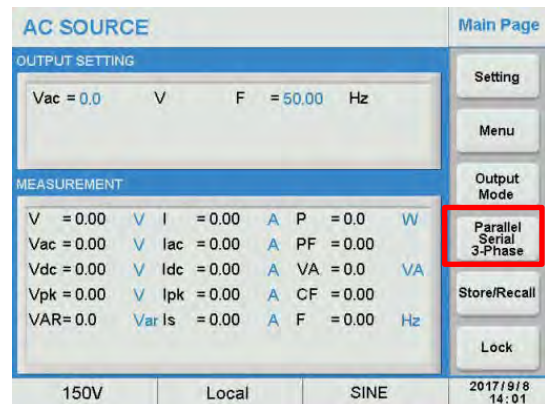 AC SOURCE
Main Page
OUTPUT SETTING
Vac = 0.0 V F = 50.00 Hz
Setting
Menu
Output
Mode
MEASUREMENT
V = 0.00 V I = 0.00 A P = 0.0 W
Vac = 0.00 V Iac = 0.00 A PF = 0.00
Vdc = 0.00 V Idc = 0.00 A VA = 0.0 VA
Vpk = 0.00 V Ipk = 0.00 A CF = 0.00
VAR= 0.0 Var Is = 0.00 A F = 0.00 Hz
Parallel
Serial
3-Phase
Store/Recall
Lock
150V Local SINE
2017/9/8
14:01